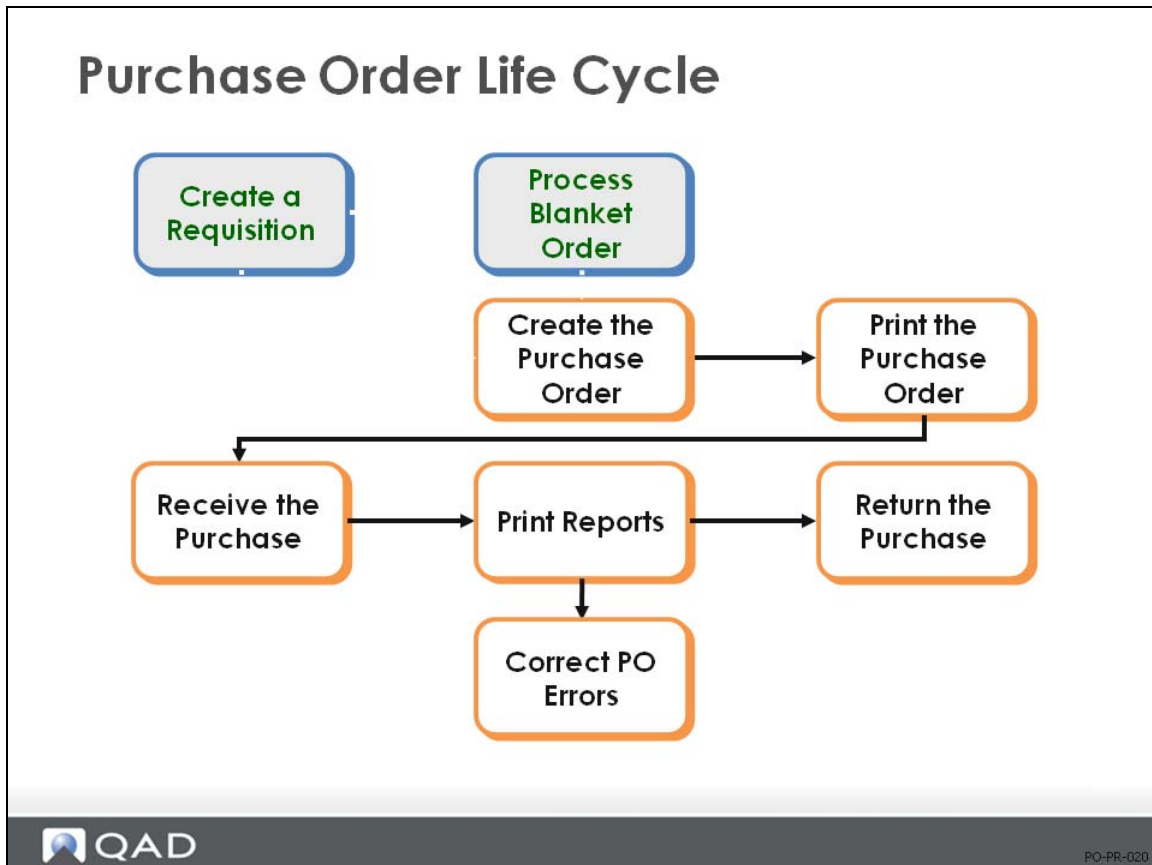 Purchase Order Life Cycle
Create a
Requisition
Process
Blanket
Order
Create the
Purchase
Order
Print the
Purchase
Order
Receive the
Purchase
Print Reports
Return the
Purchase
Correct PO
Errors
QAD
PO-PR-020